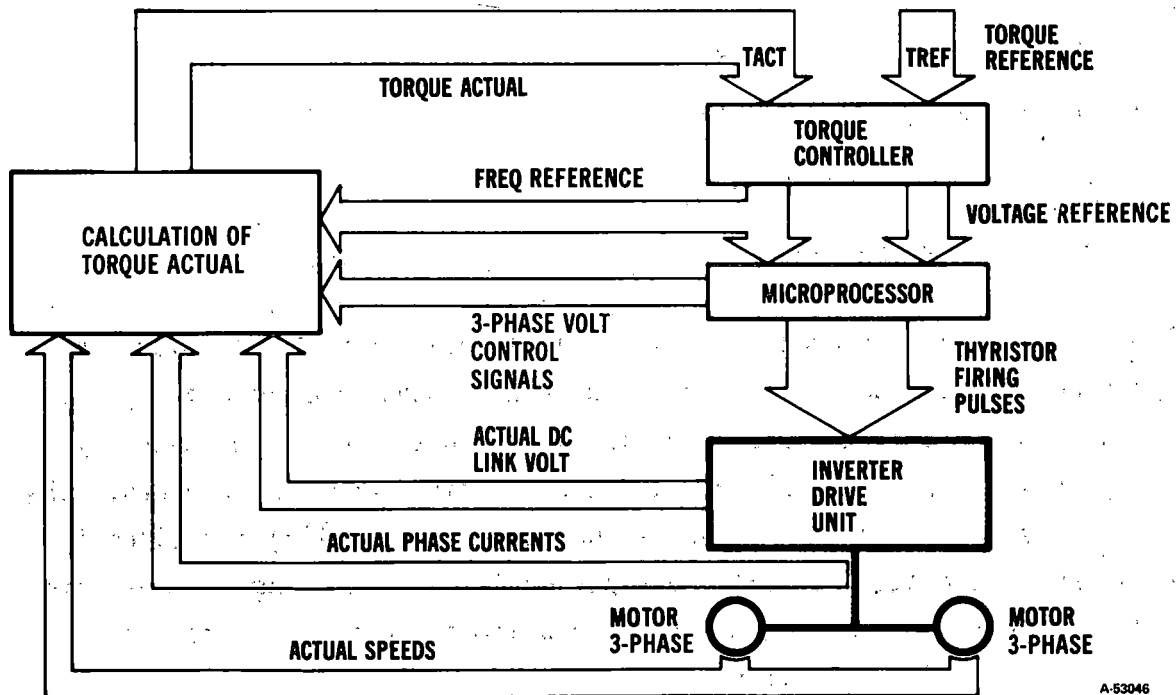 TACT
TREF
TORQUE
REFERENCE
TORQUE ACTUAL
TORQUE
CONTROLLER
FREQ REFERENCE
VOLTAGE REFERENCE
CALCULATION OF
TORQUE ACTUAL
MICROPROCESSOR
3-PHASE VOLT
CONTROL
SIGNALS
THYRISTOR
FIRING
PULSES
ACTUAL DC
LINK VOLT
INVERTER
DRIVE
UNIT
ACTUAL PHASE CURRENTS
MOTOR
3-PHASE
MOTOR
3-PHASE
ACTUAL SPEEDS
A-53046